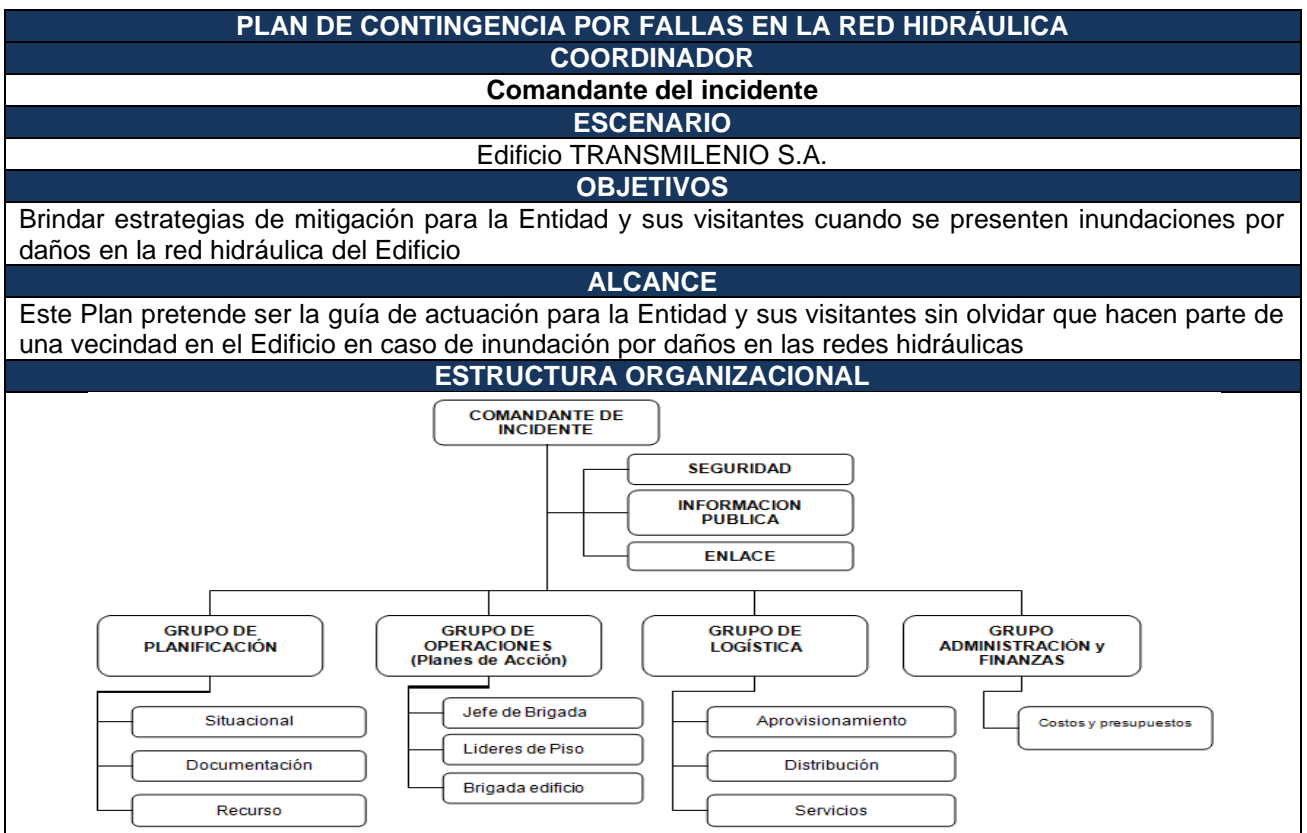 PLAN DE CONTINGENCIA POR FALLAS EN LA RED HIDRÁULICA
COORDINADOR
Comandante del incidente
ESCENARIO
Edificio TRANSMILENIO S.A.
OBJETIVOS
Brindar estrategias de mitigación para la Entidad y sus visitantes cuando se presenten inundaciones por
daños en la red hidráulica del Edificio
ALCANCE
Este Plan pretende ser la guía de actuación para la Entidad y sus visitantes sin olvidar que hacen parte de
una vecindad en el Edificio en caso de inundación por daños en las redes hidráulicas
ESTRUCTURA ORGANIZACIONAL
COMANDANTE DE
INCIDENTE
SEGURIDAD
INFORMACION
PUBLICA
ENLACE
GRUPO DE
PLANIFICACIÓN
Situacional
Documentación
Recurso
GRUPO DE
OPERACIONES
(Planes de Acción)
Jefe de Brigada
Lideres de Piso
Brigada edificio
GRUPO DE
LOGÍSTICA
Aprovisionamiento
Distribución
Servicios
GRUPO
ADMINISTRACIÓN y
FINANZAS
Costos y presupuestos